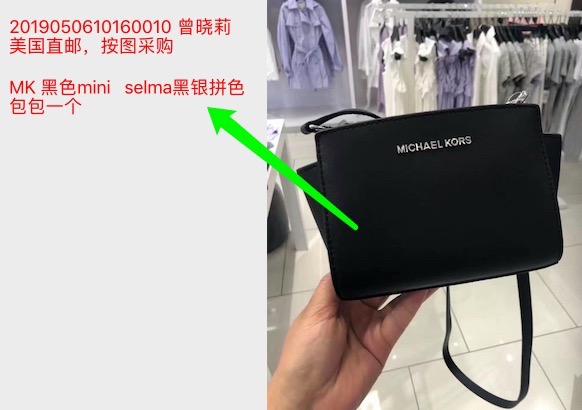 2019050610160010 曾晓莉
美国直邮，按图采购
MK 黑色mini selma黑银拼色
包包一个
MICHAEL KORS